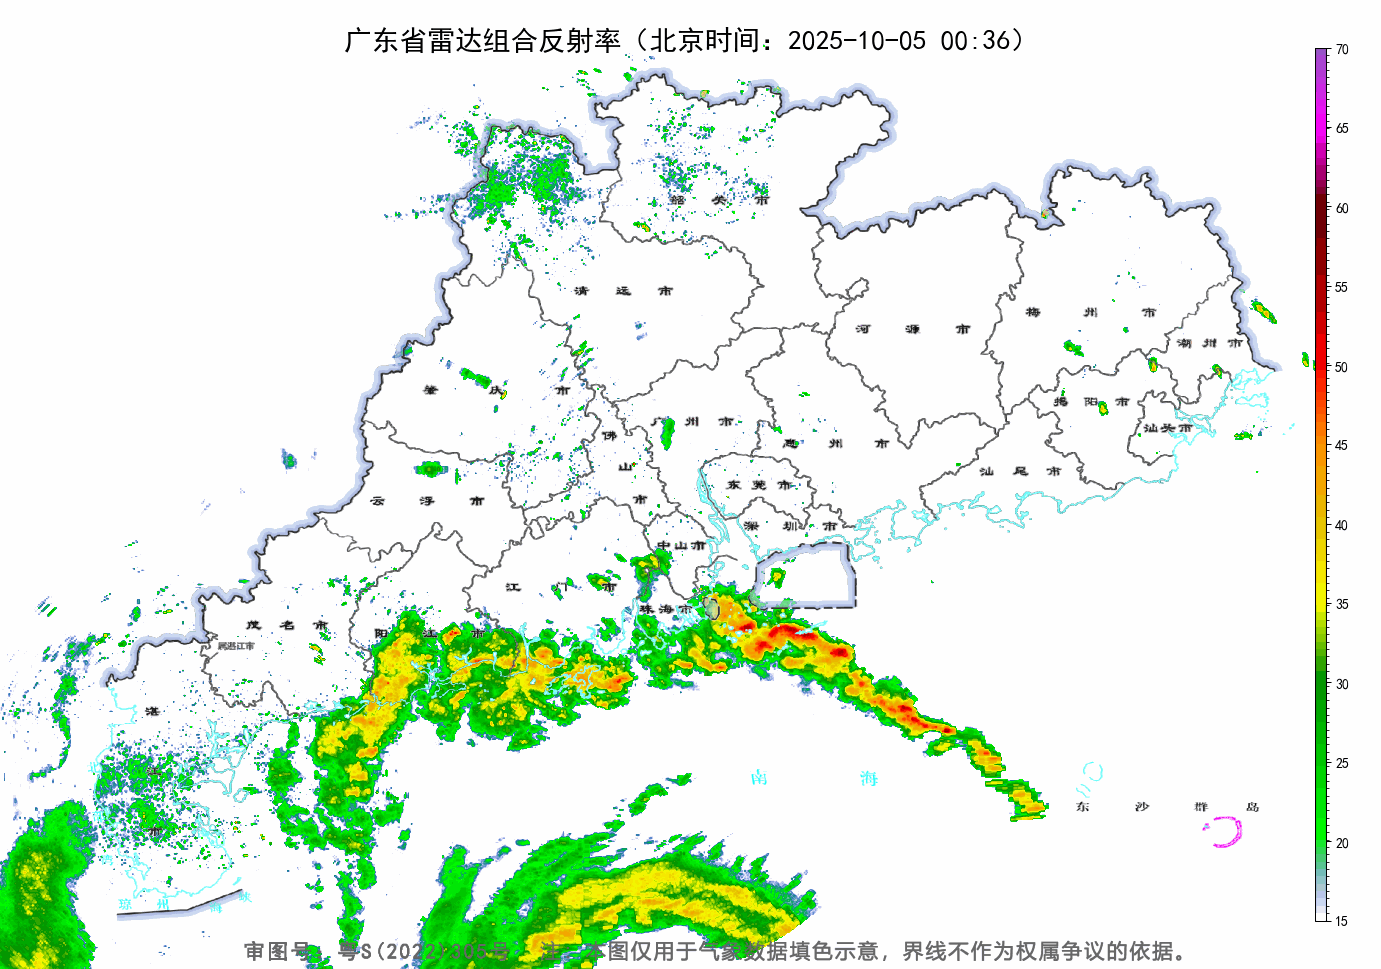 广东省雷达组合反射率（北京时间：2025-10-05 00:36）
70
65
60
55
50
45
40
35
30
25
20
15
韶关市
清远市
河源市
梅州市
潮州市
肇庆市
揭阳市
广州市
汕头市
佛山市
惠州市
汕尾市
东莞市
云浮市
深圳市
中山市
江门市
珠海市
茂名市
阳江市
属湛江市
湛江市
南海
东沙群岛
琼州海峡
审图号：粤S(2022)305号 注：本图仅用于气象数据填色示意，界线不作为权属争议的依据。